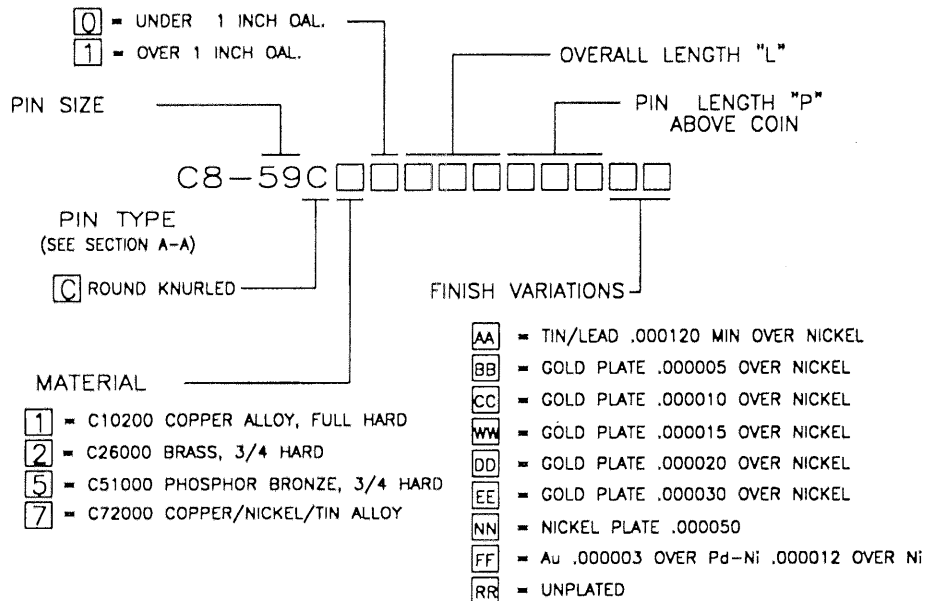 0 = UNDER 1 INCH OAL.
1 = OVER 1 INCH OAL.
OVERALL LENGTH "L"
PIN SIZE
PIN LENGTH "P"
ABOVE COIN
C8-59C
PIN TYPE
(SEE SECTION A-A)
C ROUND KNURLED
FINISH VARIATIONS
AA = TIN/LEAD .000120 MIN OVER NICKEL
BB = GOLD PLATE .000005 OVER NICKEL
CC = GOLD PLATE .000010 OVER NICKEL
WW = GOLD PLATE .000015 OVER NICKEL
DD = GOLD PLATE .000020 OVER NICKEL
EE = GOLD PLATE .000030 OVER NICKEL
NN = NICKEL PLATE .000050
FF = Au .000003 OVER Pd-Ni .000012 OVER Ni
RR = UNPLATED
MATERIAL
1 = C10200 COPPER ALLOY, FULL HARD
2 = C26000 BRASS, 3/4 HARD
5 = C51000 PHOSPHOR BRONZE, 3/4 HARD
7 = C72000 COPPER/NICKEL/TIN ALLOY